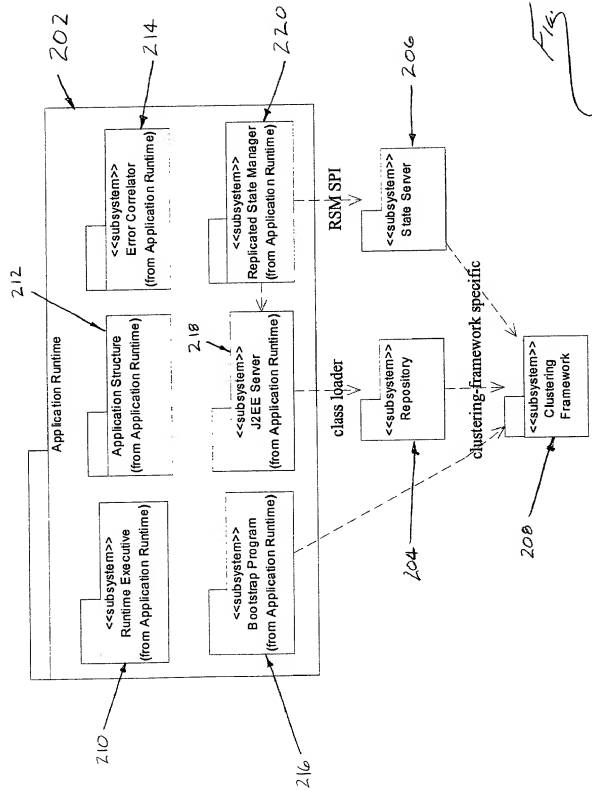 Application Runtime
202
<<subsystem>>
Runtime Executive
(from Application Runtime)
210
<<subsystem>>
Application Structure
(from Application Runtime)
212
<<subsystem>>
Error Correlator
(from Application Runtime)
214
<<subsystem>>
Bootstrap Program
(from Application Runtime)
216
218
<<subsystem>>
J2EE Server
(from Application Runtime)
<<subsystem>>
Replicated State Manager
(from Application Runtime)
220
class loader
RSM SPI
<<subsystem>>
Repository
204
<<subsystem>>
State Server
206
clustering-framework specific
<<subsystem>>
Clustering
Framework
208
Fig.